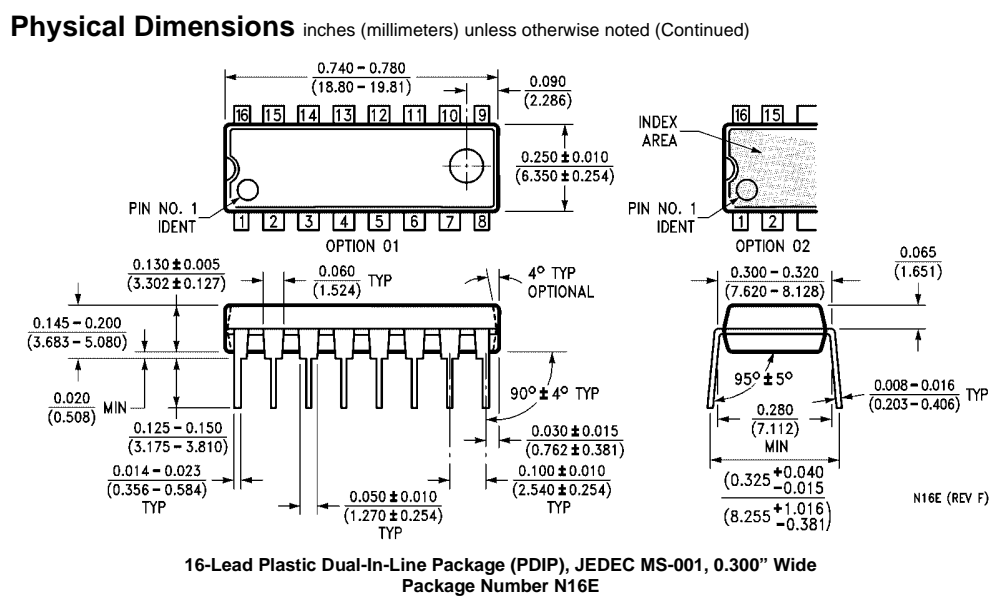 Physical Dimensions inches (millimeters) unless otherwise noted (Continued)
0.740 – 0.780
(18.80 – 19.81)
0.090
(2.286)
16 15 14 13 12 11 10 9
0.250 ± 0.010
(6.350 ± 0.254)
PIN NO. 1
IDENT
1 2 3 4 5 6 7 8
OPTION 01
16 15
INDEX
AREA
PIN NO. 1
IDENT
1 2
OPTION 02
0.065
(1.651)
0.130 ± 0.005
(3.302 ± 0.127)
0.060
(1.524)
TYP
4° TYP
OPTIONAL
0.300 – 0.320
(7.620 – 8.128)
0.145 – 0.200
(3.683 – 5.080)
0.020
(0.508)
MIN
0.125 – 0.150
(3.175 – 3.810)
90° ± 4° TYP
95° ± 5°
0.008 – 0.016
(0.203 – 0.406)
TYP
0.280
(7.112)
MIN
0.030 ± 0.015
(0.762 ± 0.381)
0.014 – 0.023
(0.356 – 0.584)
TYP
0.050 ± 0.010
(1.270 ± 0.254)
TYP
0.100 ± 0.010
(2.540 ± 0.254)
TYP
(0.325 +0.040
–0.015
(8.255 +1.016
–0.381)
N16E (REV F)
16-Lead Plastic Dual-In-Line Package (PDIP), JEDEC MS-001, 0.300” Wide
Package Number N16E